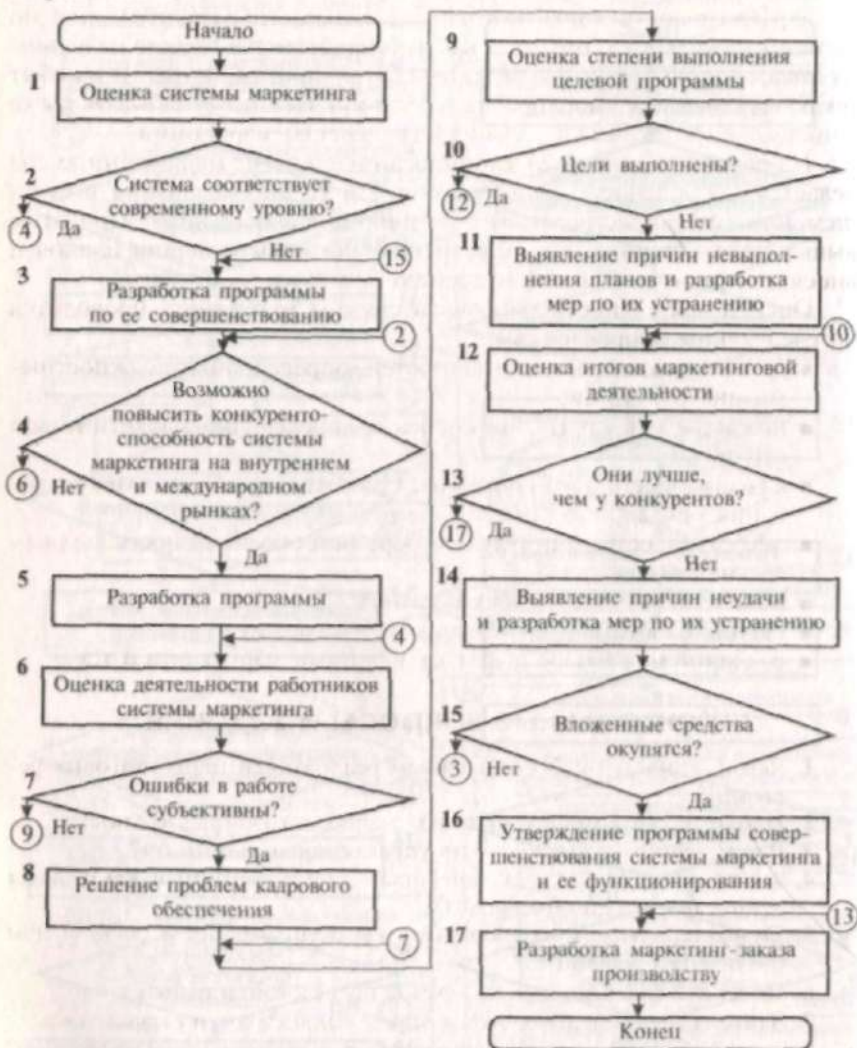 Начало
1
Оценка системы маркетинга
2
Система соответствует
современному уровню?
4
Да
Нет
15
3
Разработка программы
по ее совершенствованию
2
4
Возможно
повысить конкуренто-
способность системы
маркетинга на внутреннем
и международном
рынках?
6
Нет
Да
5
Разработка программы
4
6
Оценка деятельности работников
системы маркетинга
7
Ошибки в работе
субъективны?
9
Нет
Да
8
Решение проблем кадрового
обеспечения
7
9
Оценка степени выполнения
целевой программы
10
Цели выполнены?
12
Да
Нет
11
Выявление причин невыпол-
нения планов и разработка
мер по их устранению
10
12
Оценка итогов маркетинговой
деятельности
13
Они лучше,
чем у конкурентов?
17
Да
Нет
14
Выявление причин неудачи
и разработка мер по их устранению
15
Вложенные средства
окупятся?
3
Нет
Да
16
Утверждение программы совер-
шенствования системы маркетинга
и ее функционирования
13
17
Разработка маркетинг-заказа
производству
Конец